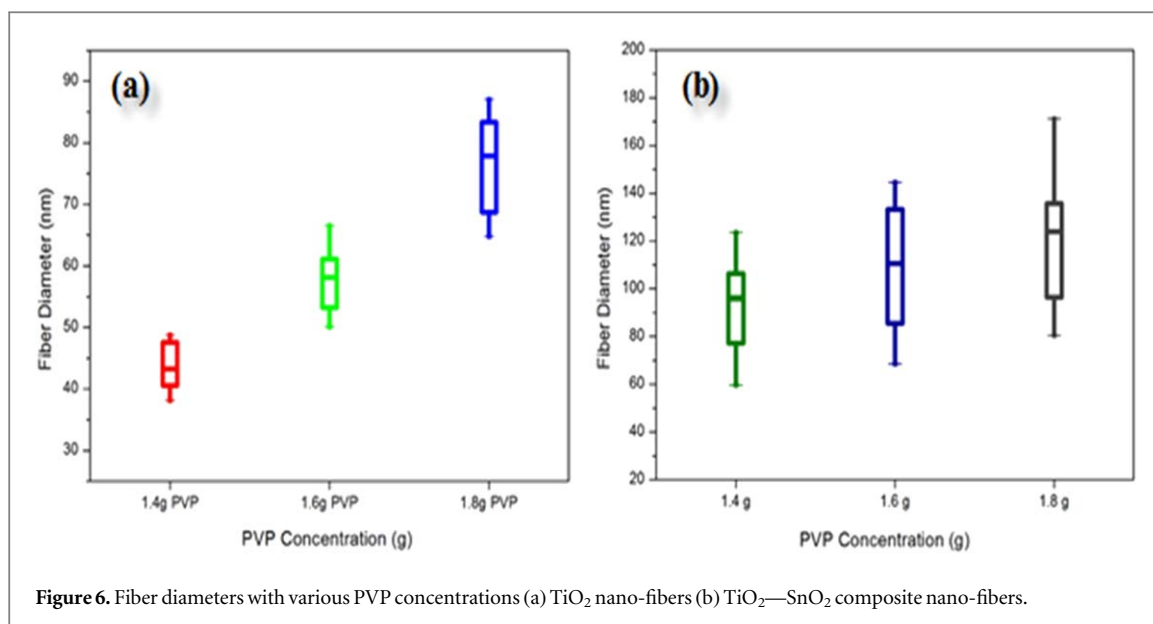 (a)
Fiber Diameter (nm)
90
80
70
60
50
40
30
1.4g PVP 1.6g PVP 1.8g PVP
PVP Concentration (g)
(b)
Fiber Diameter (nm)
200
180
160
140
120
100
80
60
40
20
1.4 g 1.6 g 1.8 g
PVP Concentration (g)
Figure 6. Fiber diameters with various PVP concentrations (a) TiO₂ nano-fibers (b) TiO₂—SnO₂ composite nano-fibers.